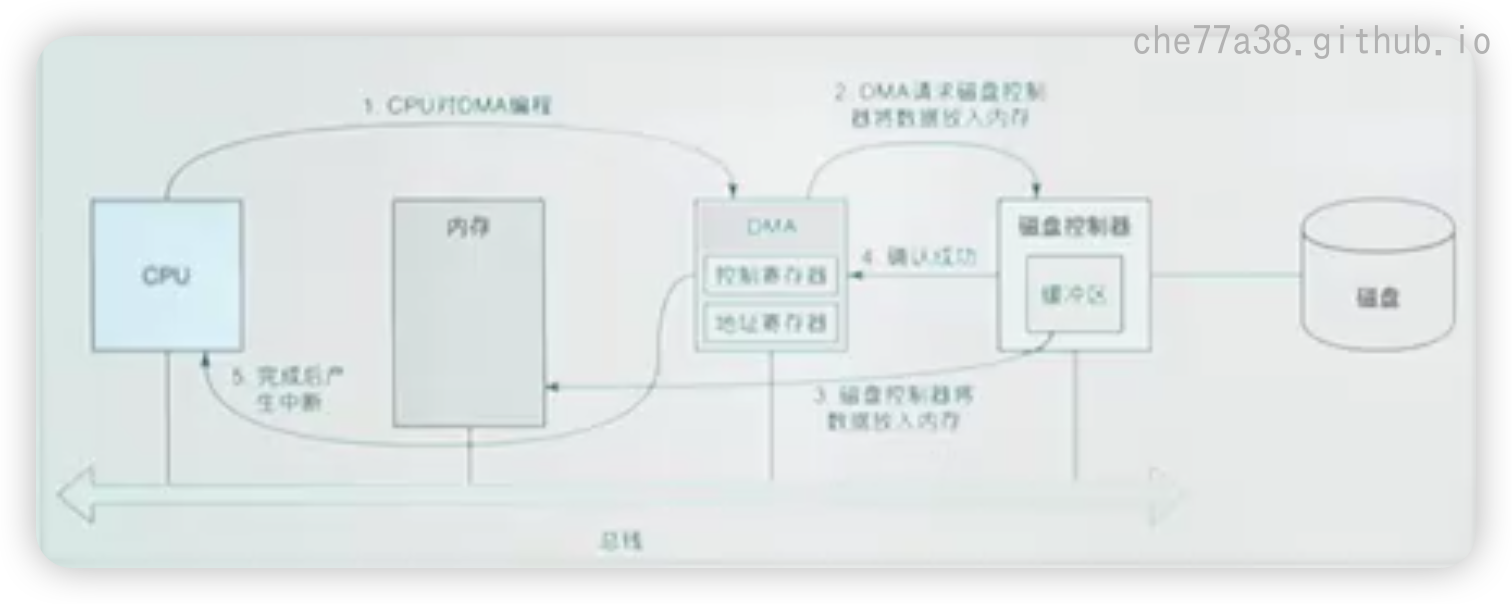 che77a38.github.io
1. CPU对DMA编程
2. DMA请求磁盘控制
器将数据放入内存
CPU
内存
DMA
控制寄存器
地址寄存器
4. 确认成功
磁盘控制器
缓冲区
磁盘
5. 完成后产
生中断
3. 磁盘控制器将
数据放入内存
总线